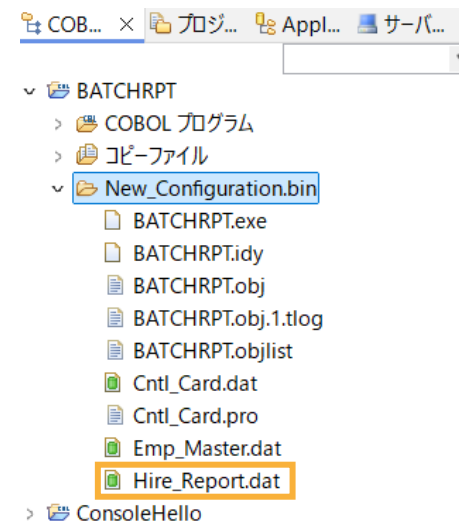 COB... プロジ... Appl... サーバ...
BATCHRPT
COBOL プログラム
コピーファイル
New_Configuration.bin
BATCHRPT.exe
BATCHRPT.idy
BATCHRPT.obj
BATCHRPT.obj.1.tlog
BATCHRPT.objlist
Cntl_Card.dat
Cntl_Card.pro
Emp_Master.dat
Hire_Report.dat
ConsoleHello